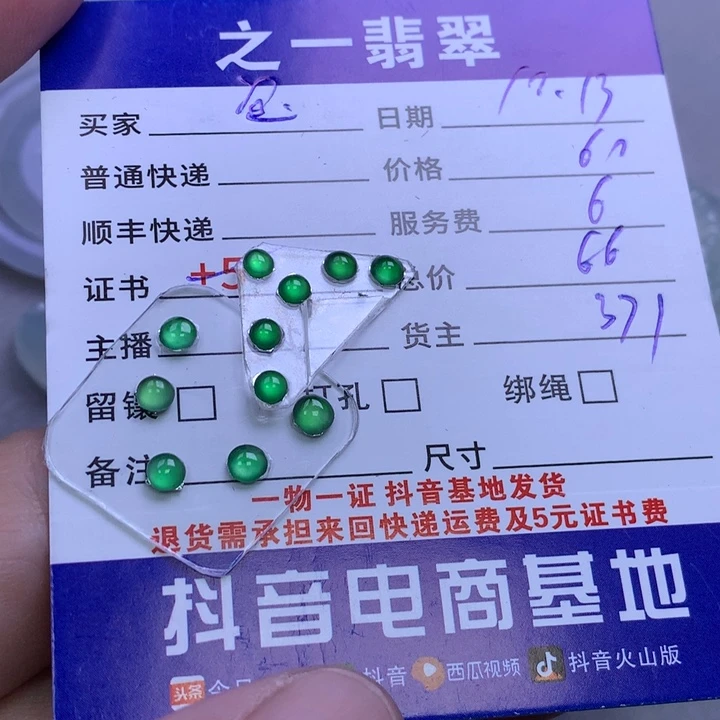 之一翡翠
买家 日期
普通快递 价格
顺丰快递 服务费 6
证书 +5 总价 66
主播 货主 371
留镶 打孔 绑绳
备注 尺寸
一物一证 抖音基地发货
退货需承担来回快递运费及5元证书费
抖音电商基地
头条 抖音 西瓜视频 抖音火山版